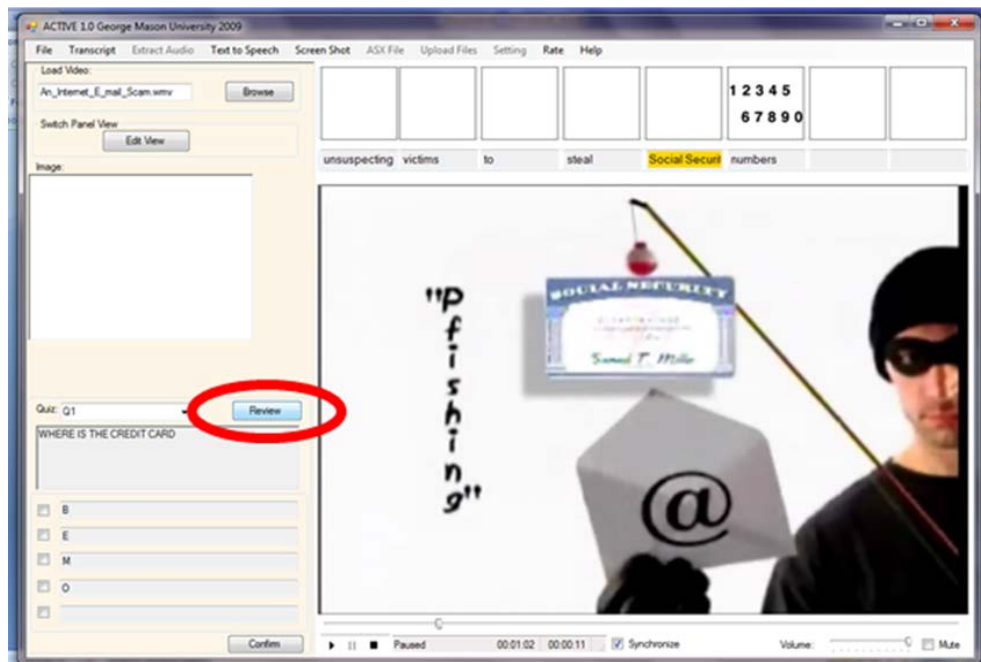 ACTIVE 1.0 George Mason University 2009
File Transcript Extract Audio Text to Speech Screen Shot ASX File Upload Files Setting Rate Help
Load Video:
An_Internet_E_mail_Scam.wmv Browse
Switch Panel View
Edit View
Image:
1 2 3 4 5
6 7 8 9 0
unsuspecting victims to steal Social Securit numbers
"Pfishing"
SOCIAL SECURITY
Samuel T. Miller
@
Quiz: Q1 Review
WHERE IS THE CREDIT CARD
B
E
M
O
Confirm
Paused 00:01:02 00:00:11 Synchronize Volume: Mute